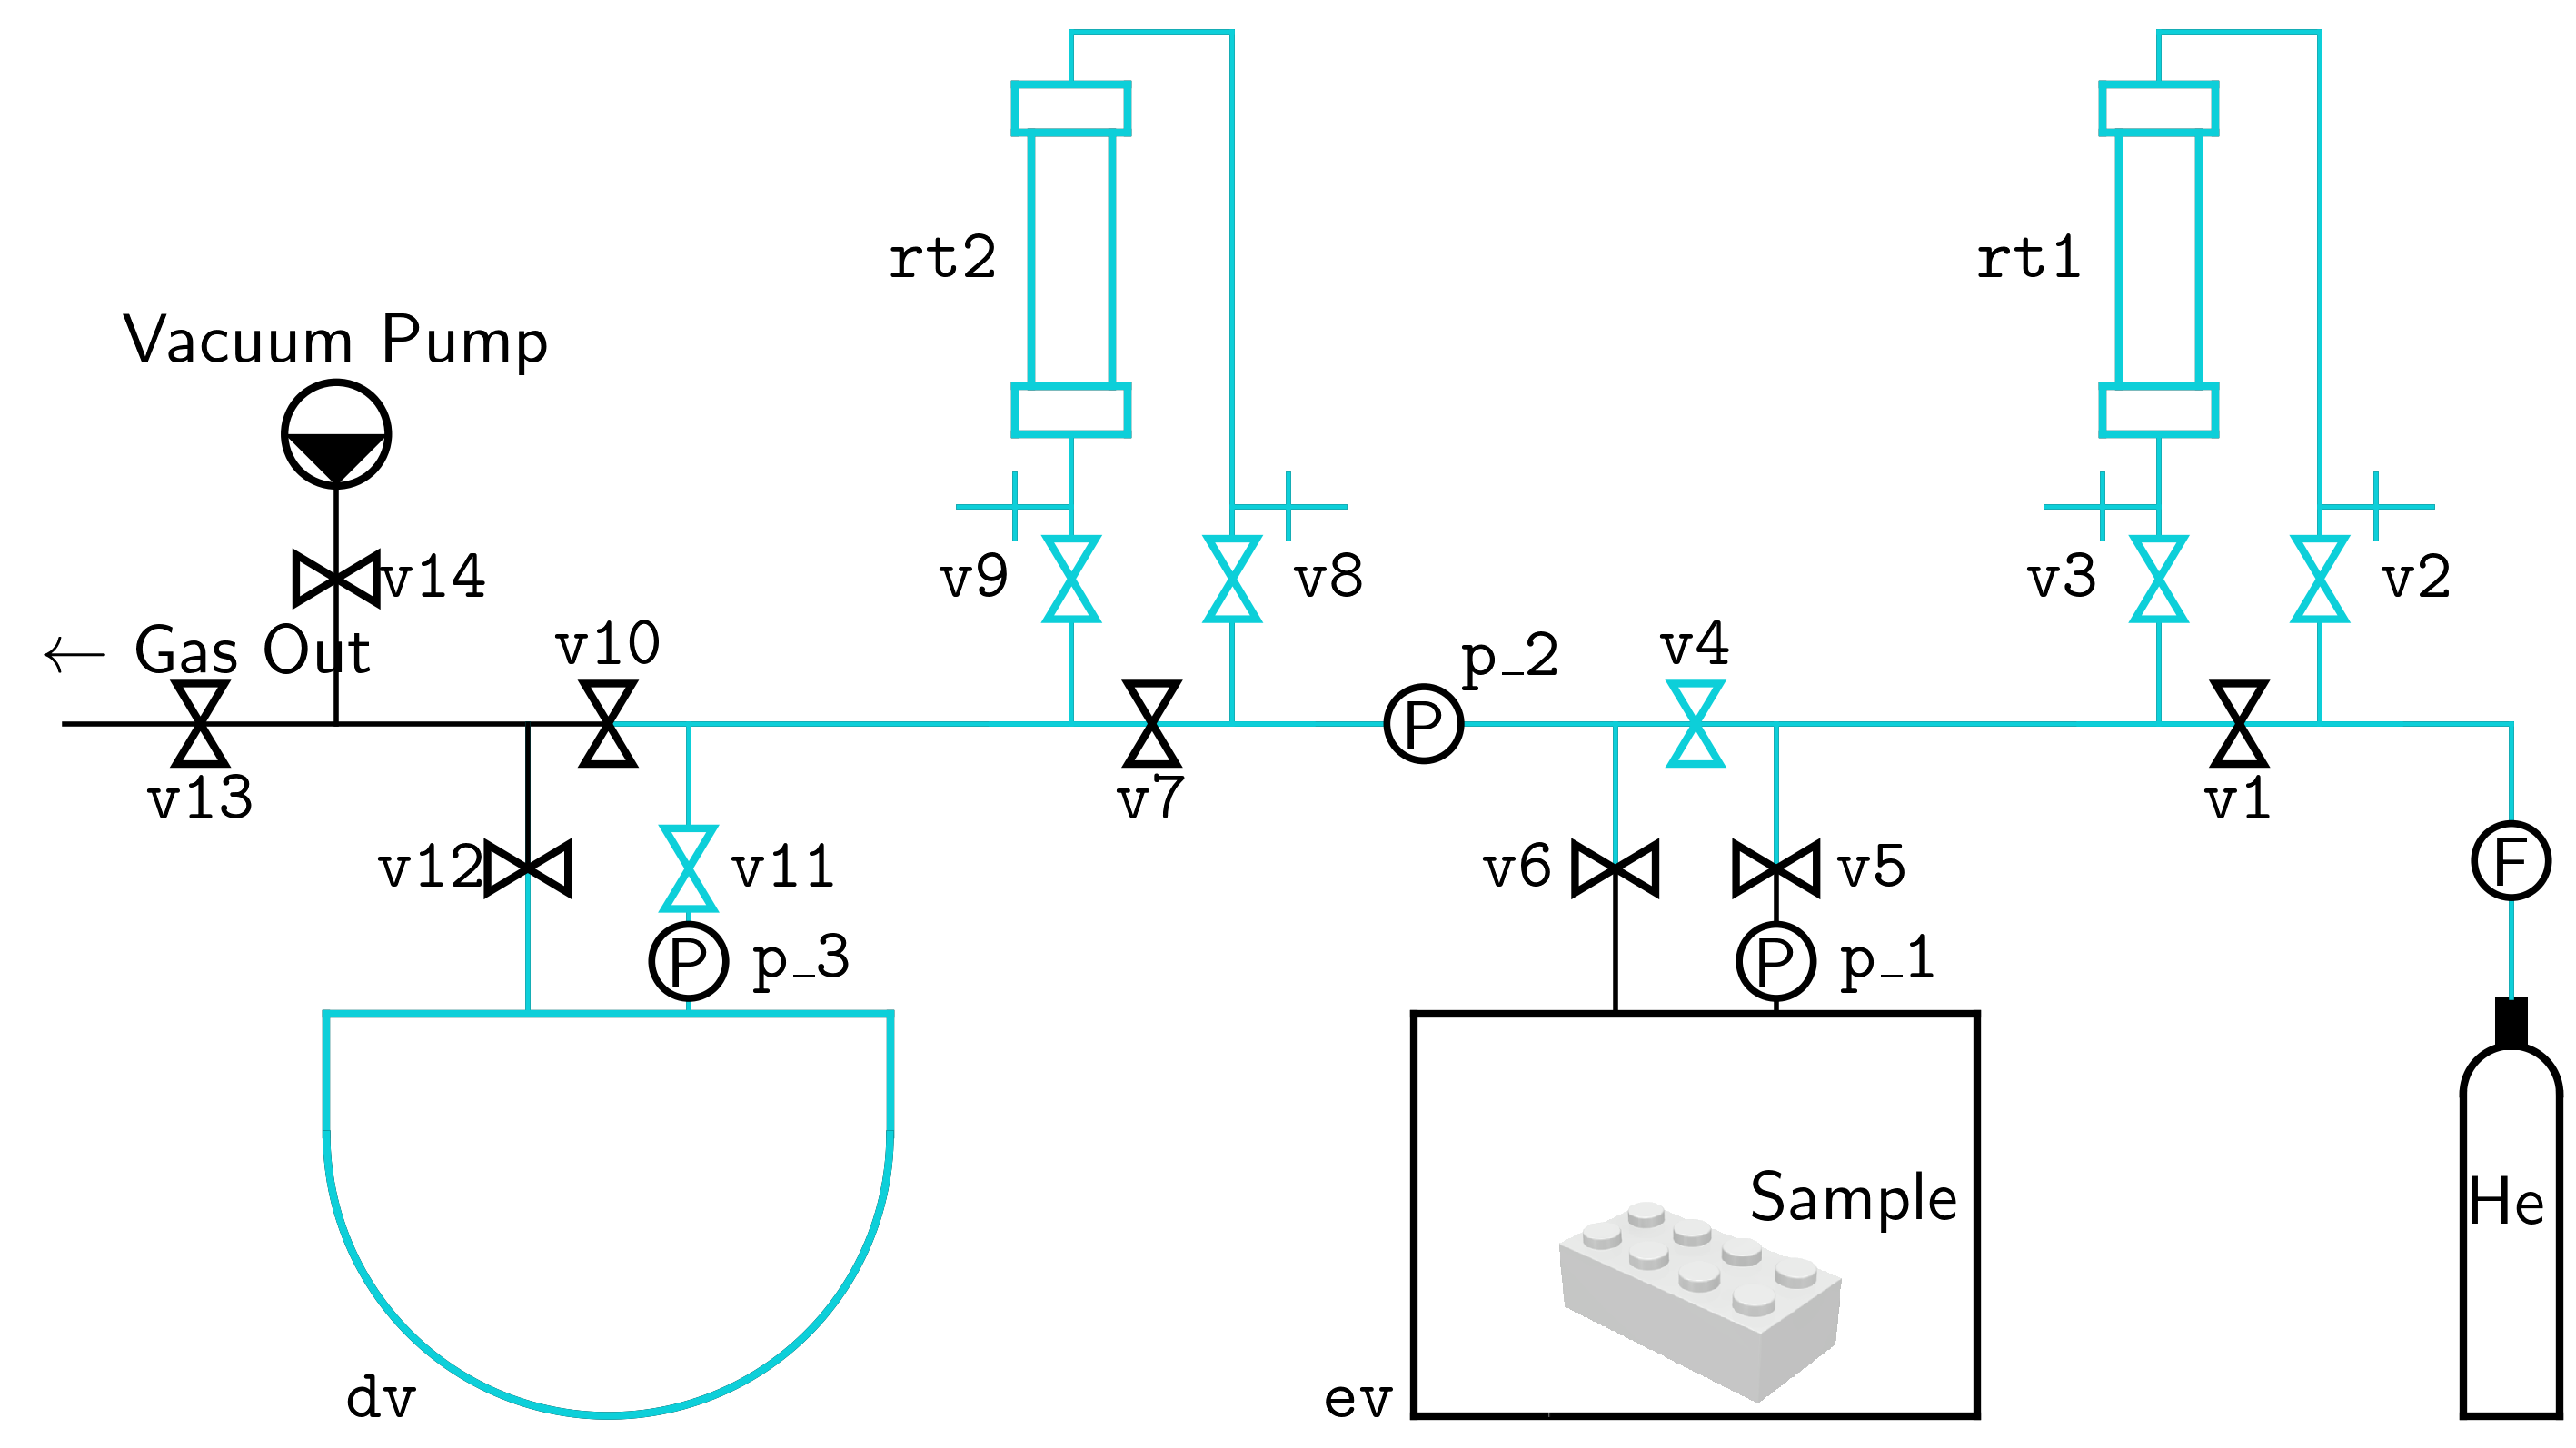 rt2
rt1
Vacuum Pump
v14
v9
v8
v3
v2
← Gas Out
v10
p_2
v4
v13
v7
v1
v12
v11
v6
v5
F
P
p_3
P
p_1
P
Sample
He
dv
ev